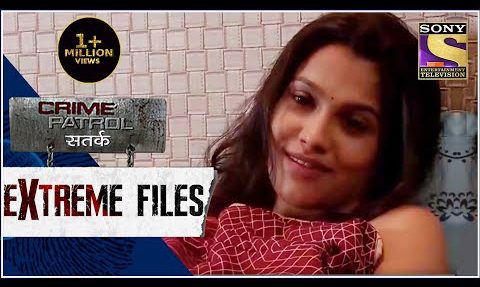 1+
MILLION
VIEWS
SONY
ENTERTAINMENT
TELEVISION
CRIME
PATROL
सतर्क
EXTREME FILES